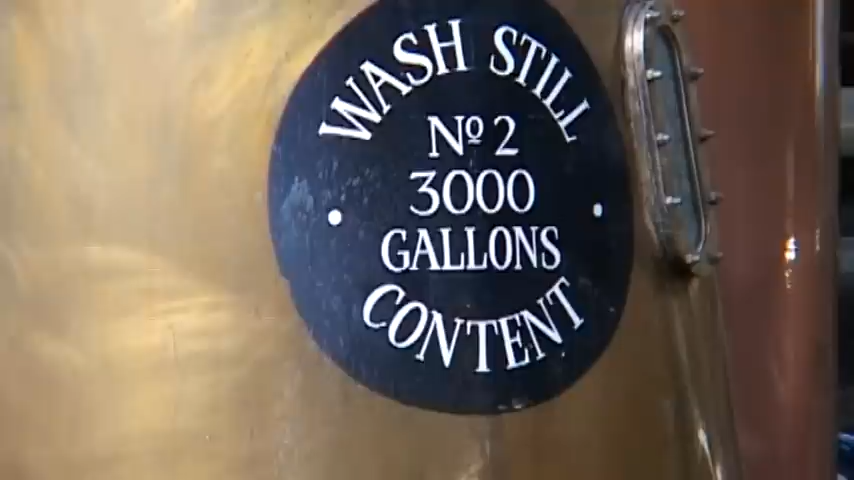 WASH STILL
Nº 2
3000
GALLONS
CONTENT